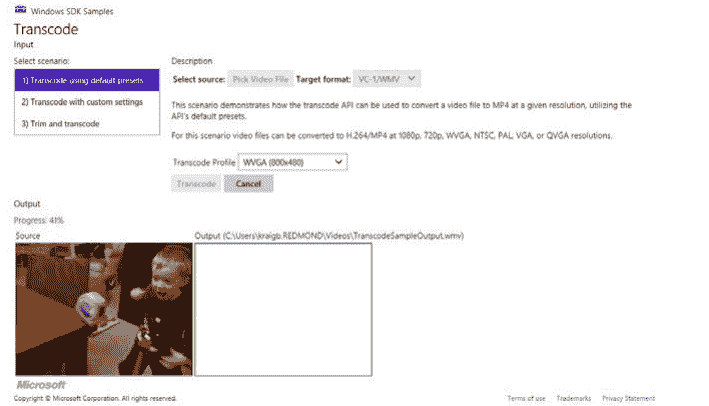 Windows SDK Samples
Transcode
Input
Select scenario:
1) Transcode using default presets
2) Transcode with custom settings
3) Trim and transcode
Description
Select source: Pick Video File Target format: VC-1/WMV
This scenario demonstrates how the transcode API can be used to convert a video file to MP4 at a given resolution, utilizing the
API's default presets.
For this scenario video files can be converted to H.264/MP4 at 1080p, 720p, WVGA, NTSC, PAL, VGA, or QVGA resolutions.
Transcode Profile WVGA (800x480)
Transcode Cancel
Output
Progress: 41%
Source
Output (C:\Users\kraigb.REDMOND\Videos\TranscodeSampleOutput.wmv)
Microsoft
Copyright © Microsoft Corporation. All rights reserved.
Terms of use Trademarks Privacy Statement